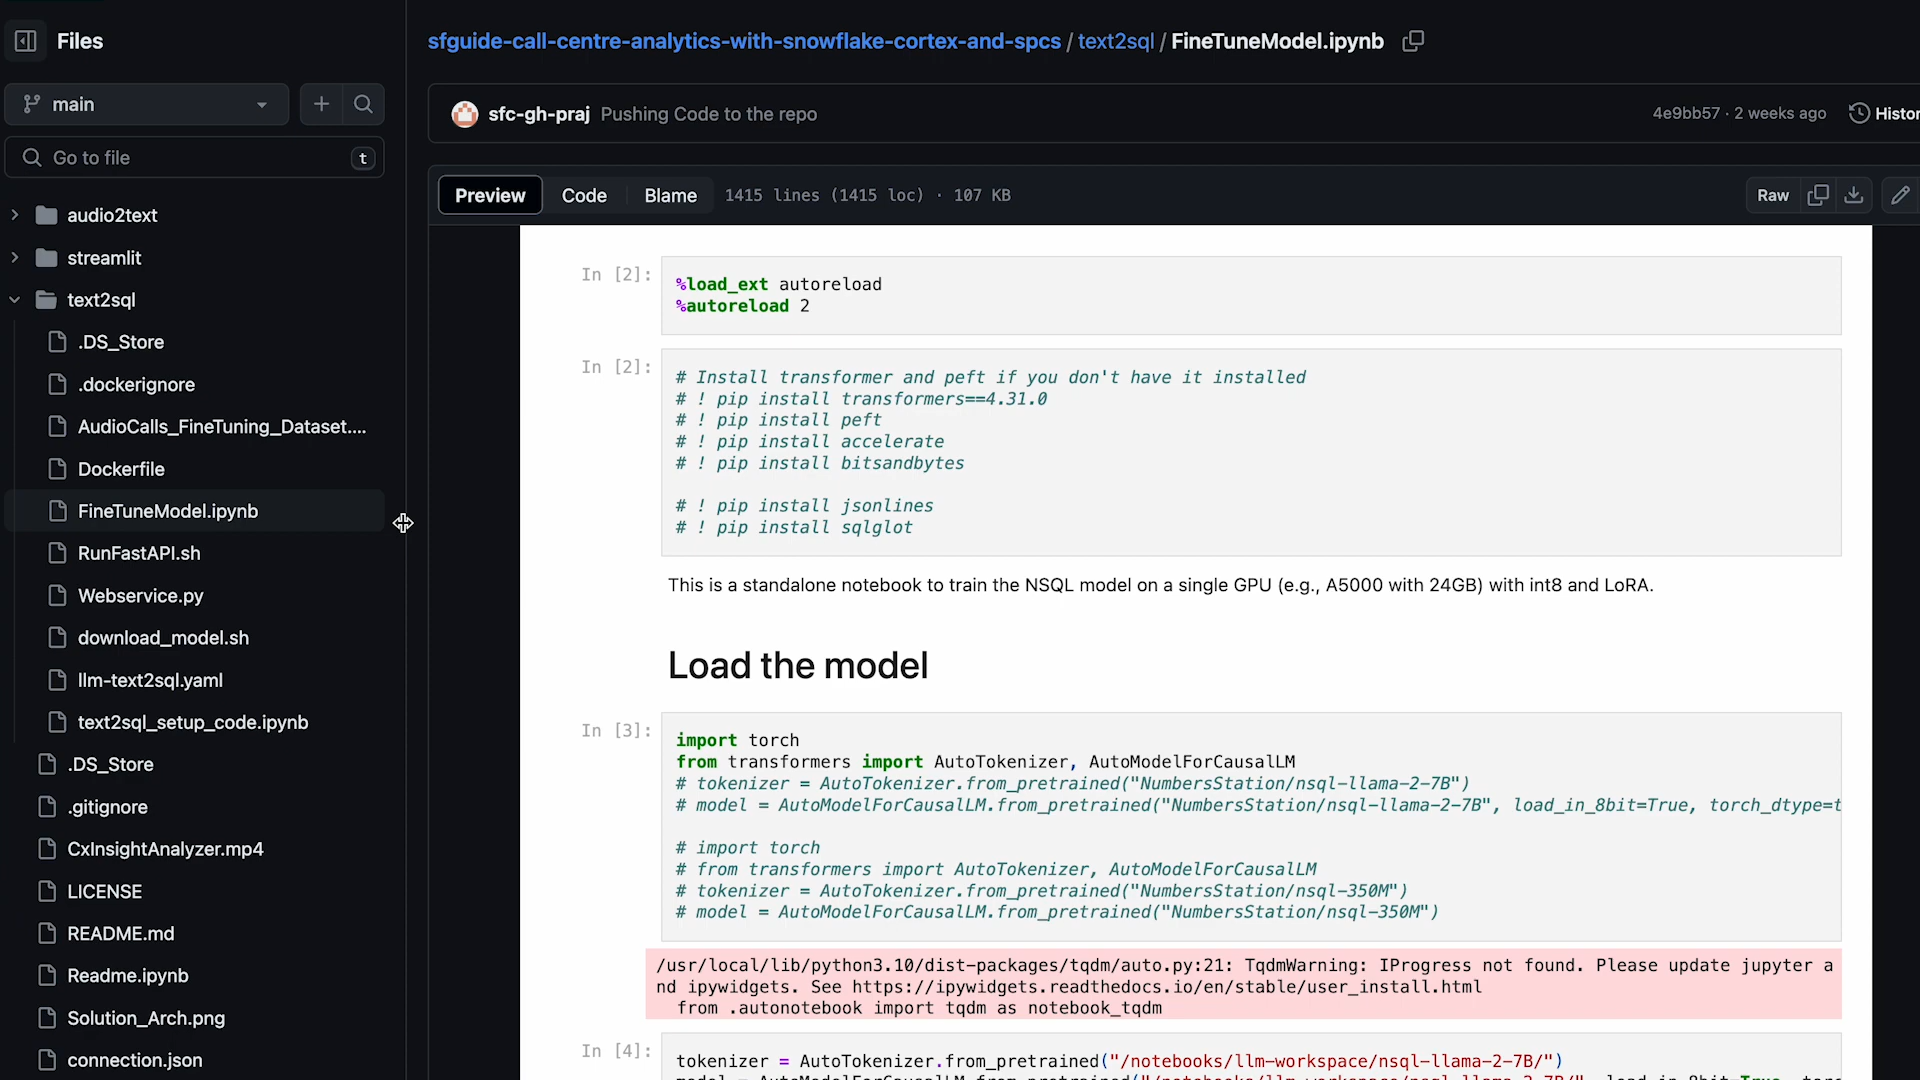 Files
main
Go to file
t
audio2text
streamlit
text2sql
.DS_Store
.dockerignore
AudioCalls_FineTuning_Dataset....
Dockerfile
FineTuneModel.ipynb
RunFastAPI.sh
Webservice.py
download_model.sh
llm-text2sql.yaml
text2sql_setup_code.ipynb
.DS_Store
.gitignore
CxInsightAnalyzer.mp4
LICENSE
README.md
Readme.ipynb
Solution_Arch.png
connection.json
sfguide-call-centre-analytics-with-snowflake-cortex-and-spcs / text2sql / FineTuneModel.ipynb
sfc-gh-praj Pushing Code to the repo 4e9bb57 · 2 weeks ago Histor
Preview Code Blame 1415 lines (1415 loc) · 107 KB Raw
In [2]: %load_ext autoreload
%autoreload 2
In [2]: # Install transformer and peft if you don't have it installed
# ! pip install transformers==4.31.0
# ! pip install peft
# ! pip install accelerate
# ! pip install bitsandbytes
# ! pip install jsonlines
# ! pip install sqlglot
This is a standalone notebook to train the NSQL model on a single GPU (e.g., A5000 with 24GB) with int8 and LoRA.
Load the model
In [3]: import torch
from transformers import AutoTokenizer, AutoModelForCausalLM
# tokenizer = AutoTokenizer.from_pretrained("NumbersStation/nsql-llama-2-7B")
# model = AutoModelForCausalLM.from_pretrained("NumbersStation/nsql-llama-2-7B", load_in_8bit=True, torch_dtype=t
# import torch
# from transformers import AutoTokenizer, AutoModelForCausalLM
# tokenizer = AutoTokenizer.from_pretrained("NumbersStation/nsql-350M")
# model = AutoModelForCausalLM.from_pretrained("NumbersStation/nsql-350M")
/usr/local/lib/python3.10/dist-packages/tqdm/auto.py:21: TqdmWarning: IProgress not found. Please update jupyter a
nd ipywidgets. See https://ipywidgets.readthedocs.io/en/stable/user_install.html
from .autonotebook import tqdm as notebook_tqdm
In [4]: tokenizer = AutoTokenizer.from_pretrained("/notebooks/llm-workspace/nsql-llama-2-7B/")